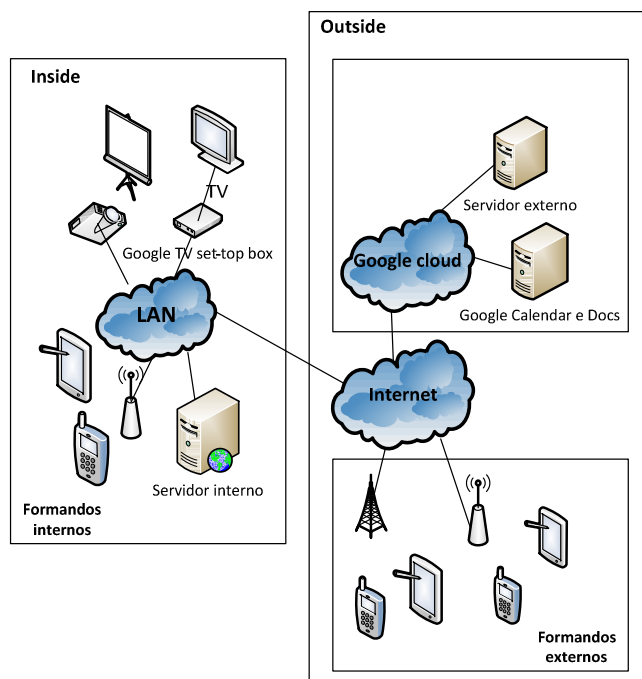 Outside
Inside
TV
Google TV set-top box
LAN
Servidor interno
Formandos
internos
Servidor externo
Google cloud
Google Calendar e Docs
Internet
Formandos
externos